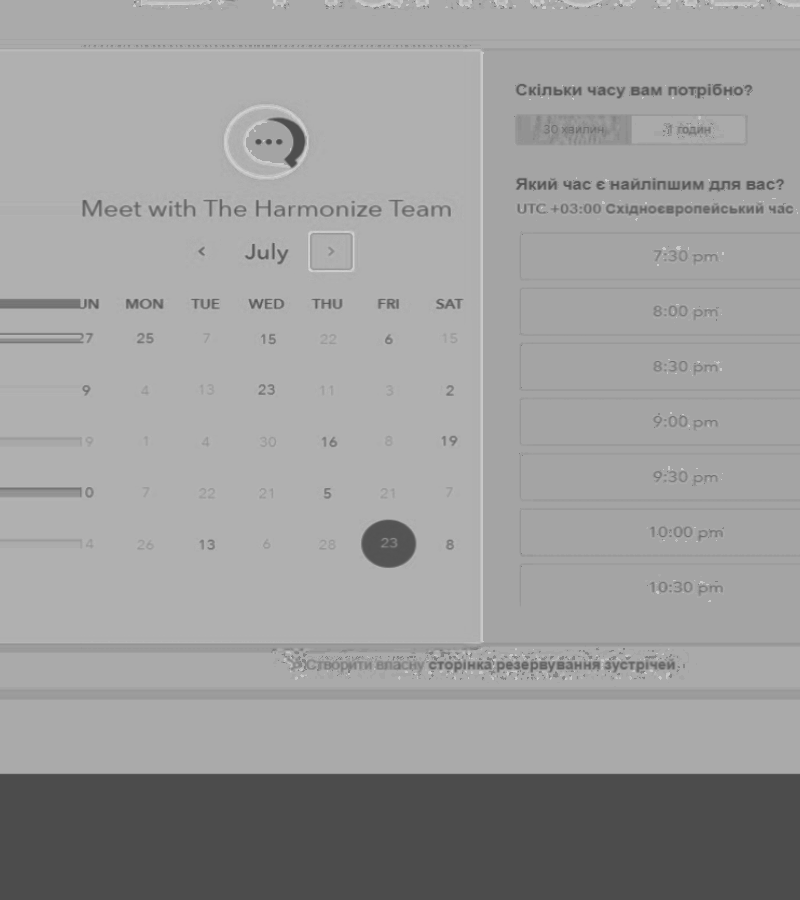 Meet with The Harmonize Team
July
UN MON TUE WED THU FRI SAT
27 25 7 15 22 6 15
9 4 13 23 11 3 2
9 1 4 30 16 8 19
0 7 22 21 5 21 7
4 26 13 6 28 23 8
Скільки часу вам потрібно?
30 хвилин 1 годин
Який час є найліпшим для вас?
UTC +03:00 Східноєвропейський час
7:30 pm
8:00 pm
8:30 pm
9:00 pm
9:30 pm
10:00 pm
10:30 pm
Створити власну сторінка резервування зустрічей